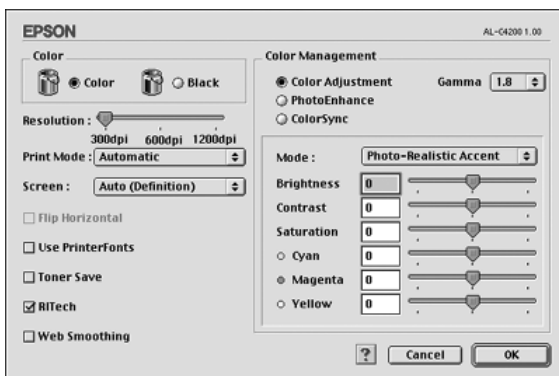 EPSON
AL-C4200 1.00
Color
Color
Black
Resolution :
300dpi 600dpi 1200dpi
Print Mode : Automatic
Screen : Auto (Definition)
Flip Horizontal
Use PrinterFonts
Toner Save
RITech
Web Smoothing
Color Management
Color Adjustment
Gamma 1.8
PhotoEnhance
ColorSync
Mode : Photo-Realistic Accent
Brightness 0
Contrast 0
Saturation 0
Cyan 0
Magenta 0
Yellow 0
? Cancel OK